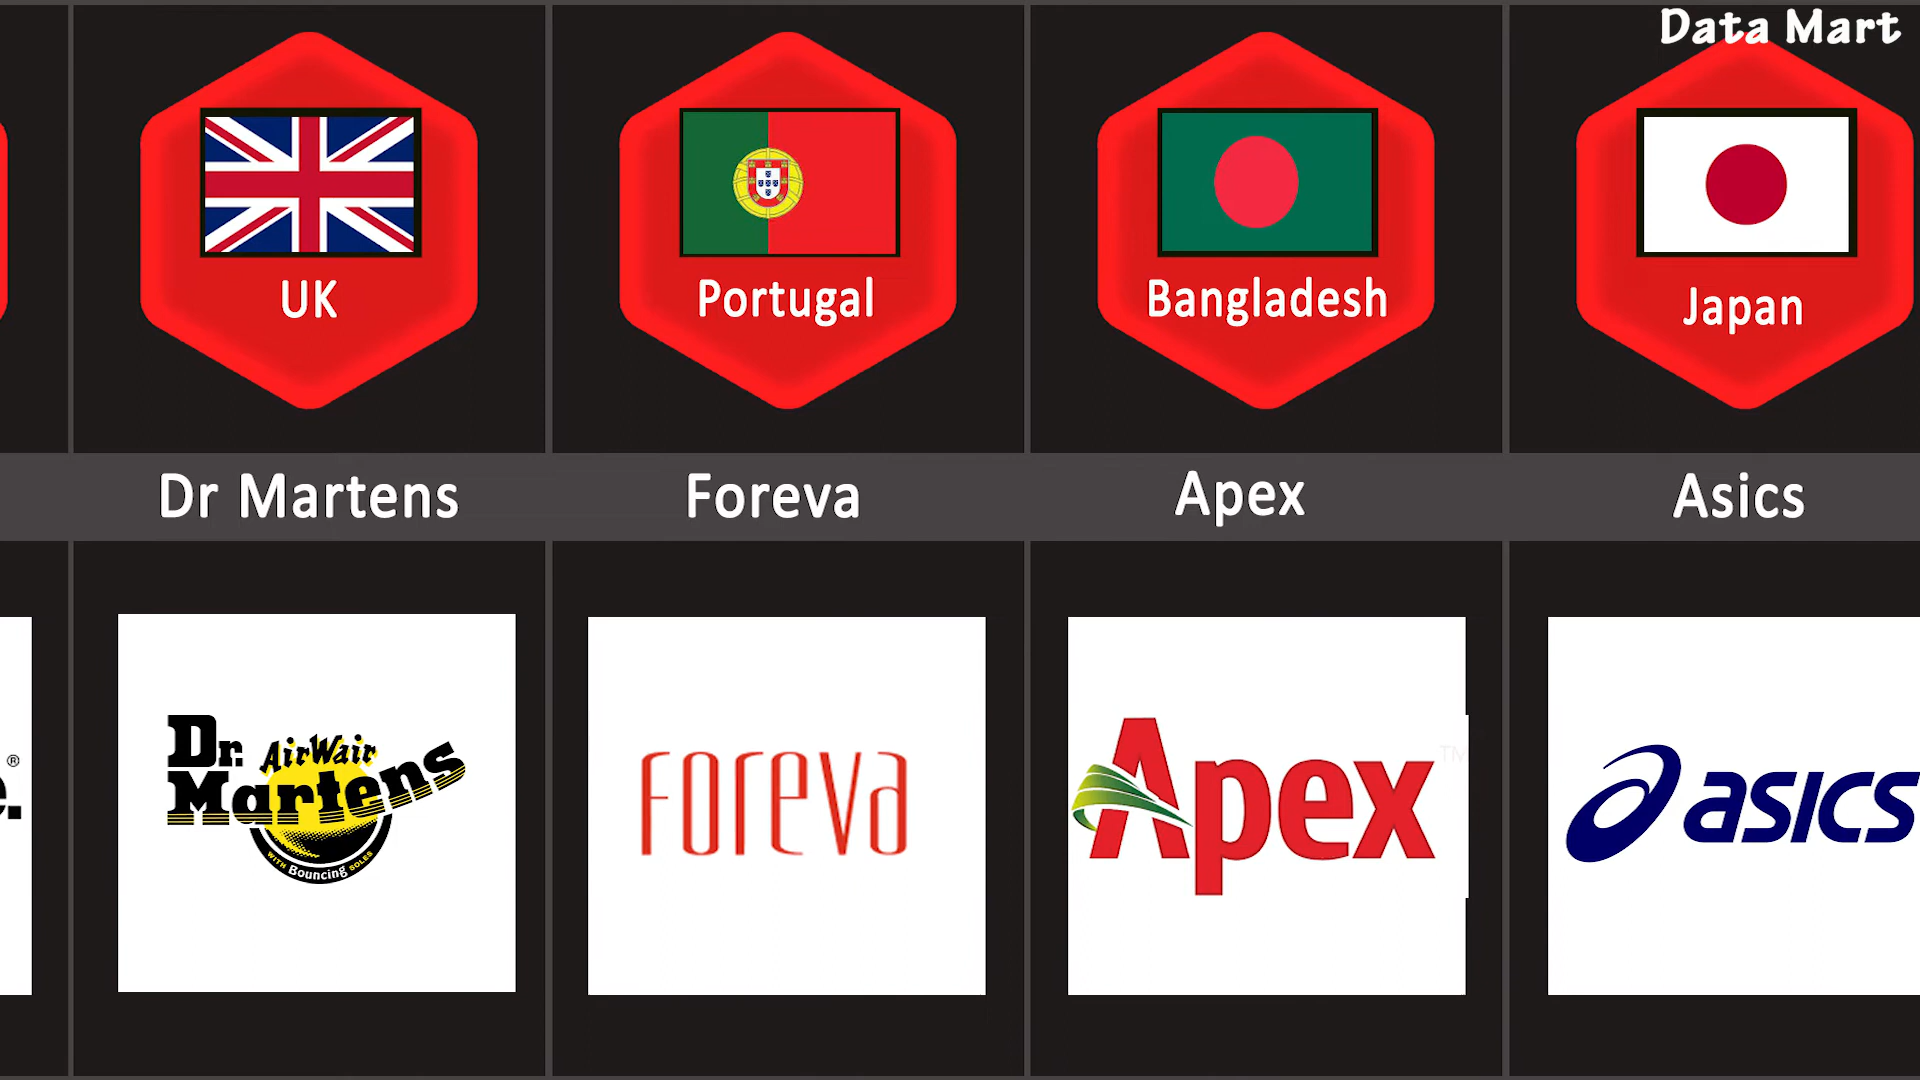 Data Mart
UK
Portugal
Bangladesh
Japan
Dr Martens
Foreva
Apex
Asics
e.®
Dr. AirWair
Martens
WITH Bouncing SOLES
Foreva
Apex TM
asics